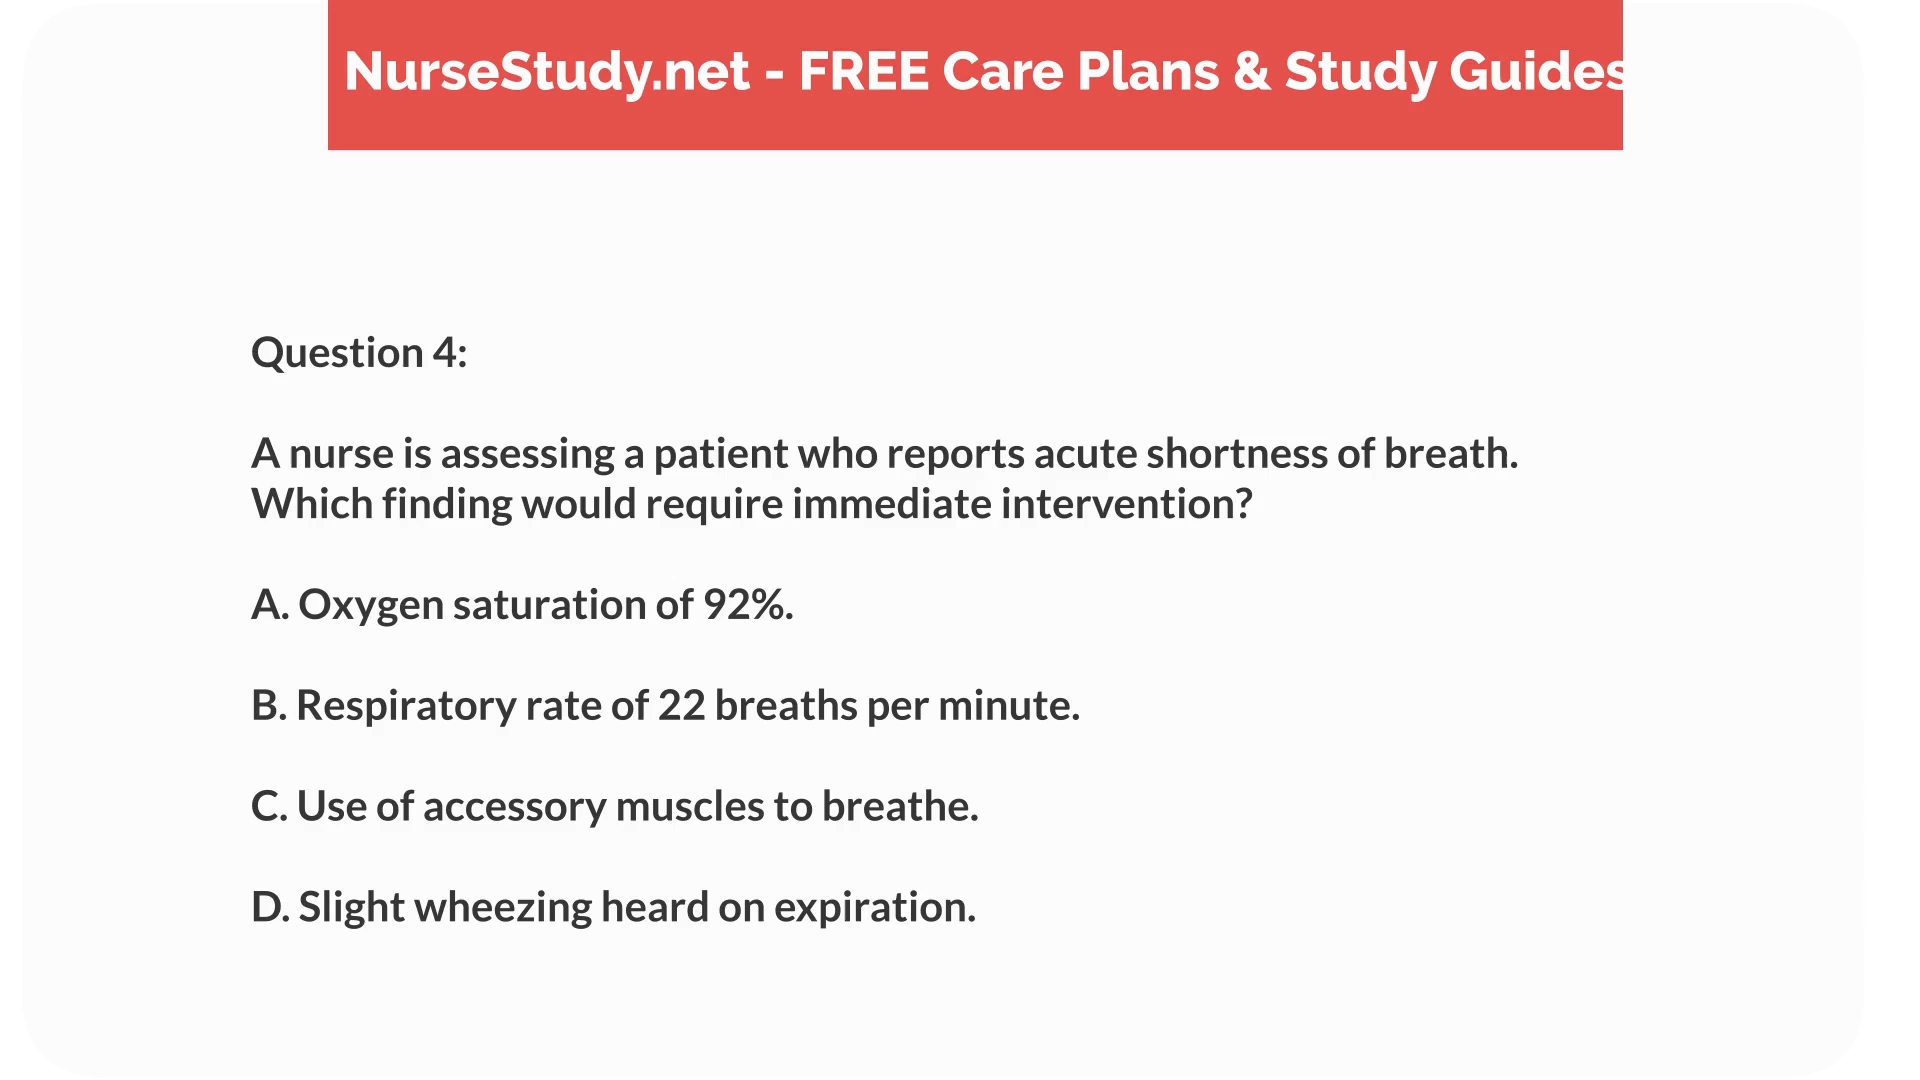 NurseStudy.net - FREE Care Plans & Study Guides
Question 4:
A nurse is assessing a patient who reports acute shortness of breath.
Which finding would require immediate intervention?
A. Oxygen saturation of 92%.
B. Respiratory rate of 22 breaths per minute.
C. Use of accessory muscles to breathe.
D. Slight wheezing heard on expiration.